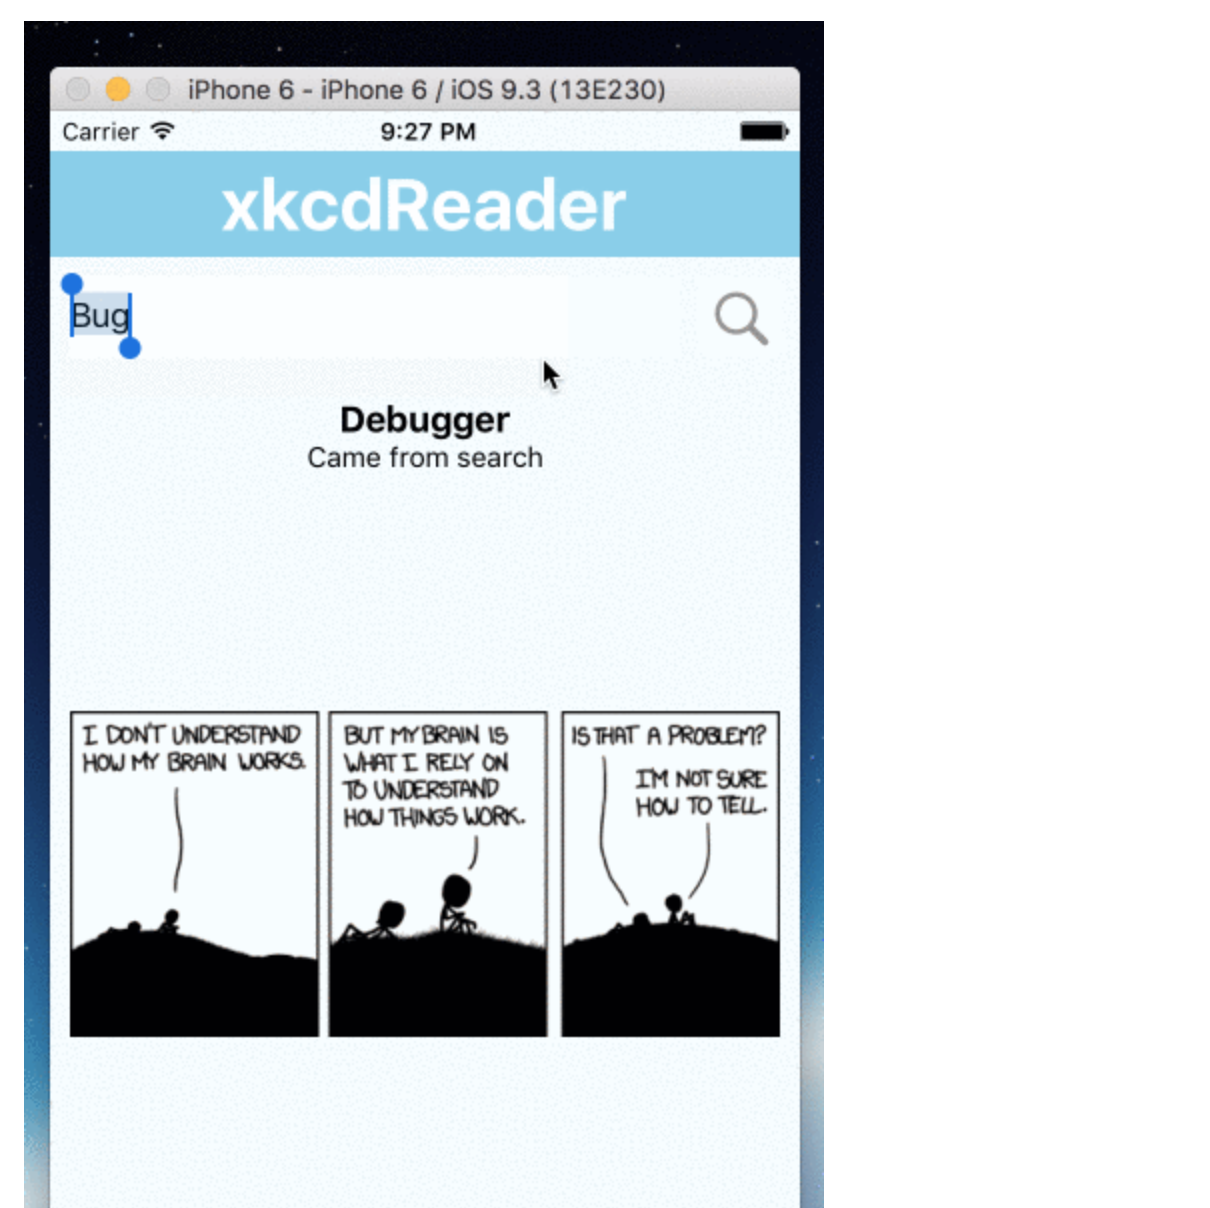 iPhone 6 - iPhone 6 / iOS 9.3 (13E230)
Carrier 9:27 PM
xkcdReader
Bug
Debugger
Came from search
I DON'T UNDERSTAND
HOW MY BRAIN WORKS.
BUT MY BRAIN IS
WHAT I RELY ON
TO UNDERSTAND
HOW THINGS WORK.
IS THAT A PROBLEM?
I'M NOT SURE
HOW TO TELL.